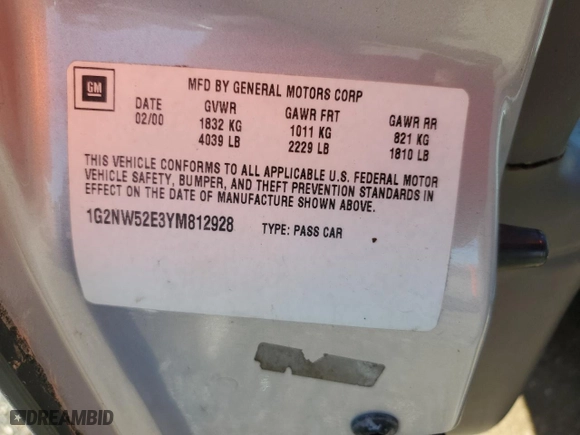 GM
MFD BY GENERAL MOTORS CORP
DATE GVWR GAWR FRT GAWR RR
02/00 1832 KG 1011 KG 821 KG
4039 LB 2229 LB 1810 LB
THIS VEHICLE CONFORMS TO ALL APPLICABLE U.S. FEDERAL MOTOR
VEHICLE SAFETY, BUMPER, AND THEFT PREVENTION STANDARDS IN
EFFECT ON THE DATE OF MANUFACTURE SHOWN ABOVE.
1G2NW52E3YM812928 TYPE: PASS CAR
DREAMBID